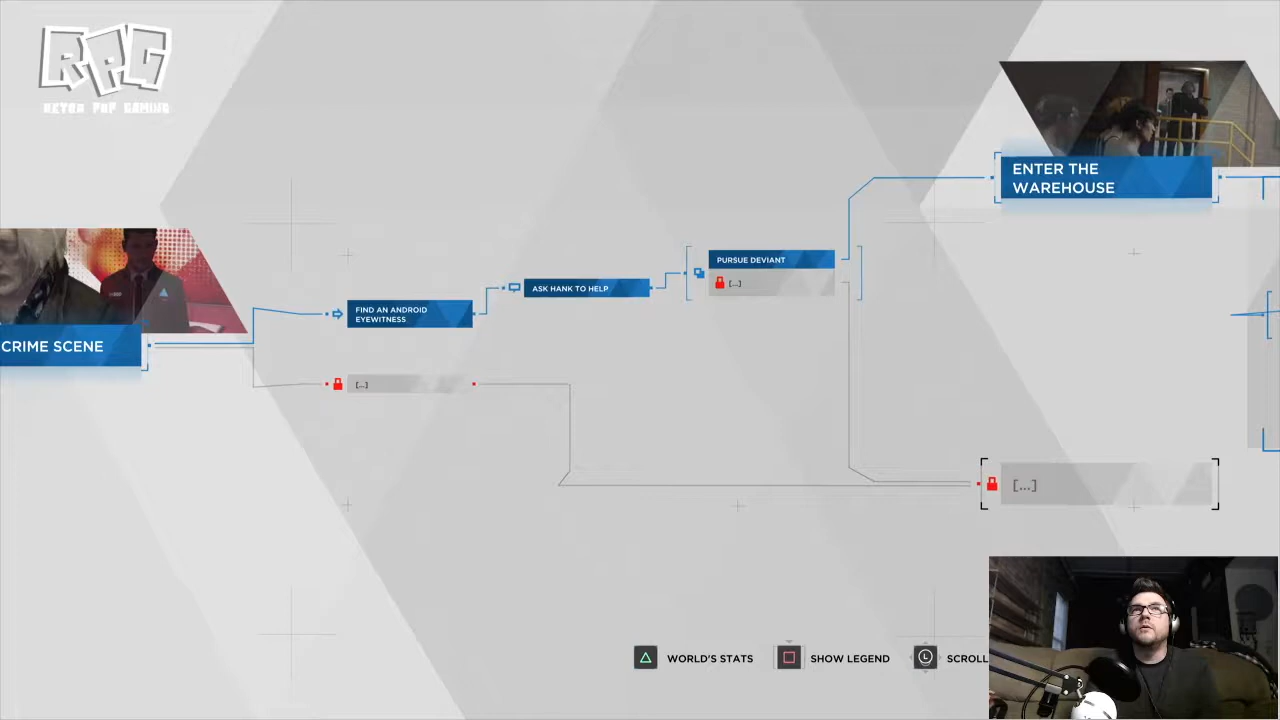 RPG
RETRO POP GAMING
ENTER THE
WAREHOUSE
PURSUE DEVIANT
[...]
ASK HANK TO HELP
FIND AN ANDROID
EYEWITNESS
CRIME SCENE
[...]
[...]
WORLD'S STATS
SHOW LEGEND
L
SCROLL